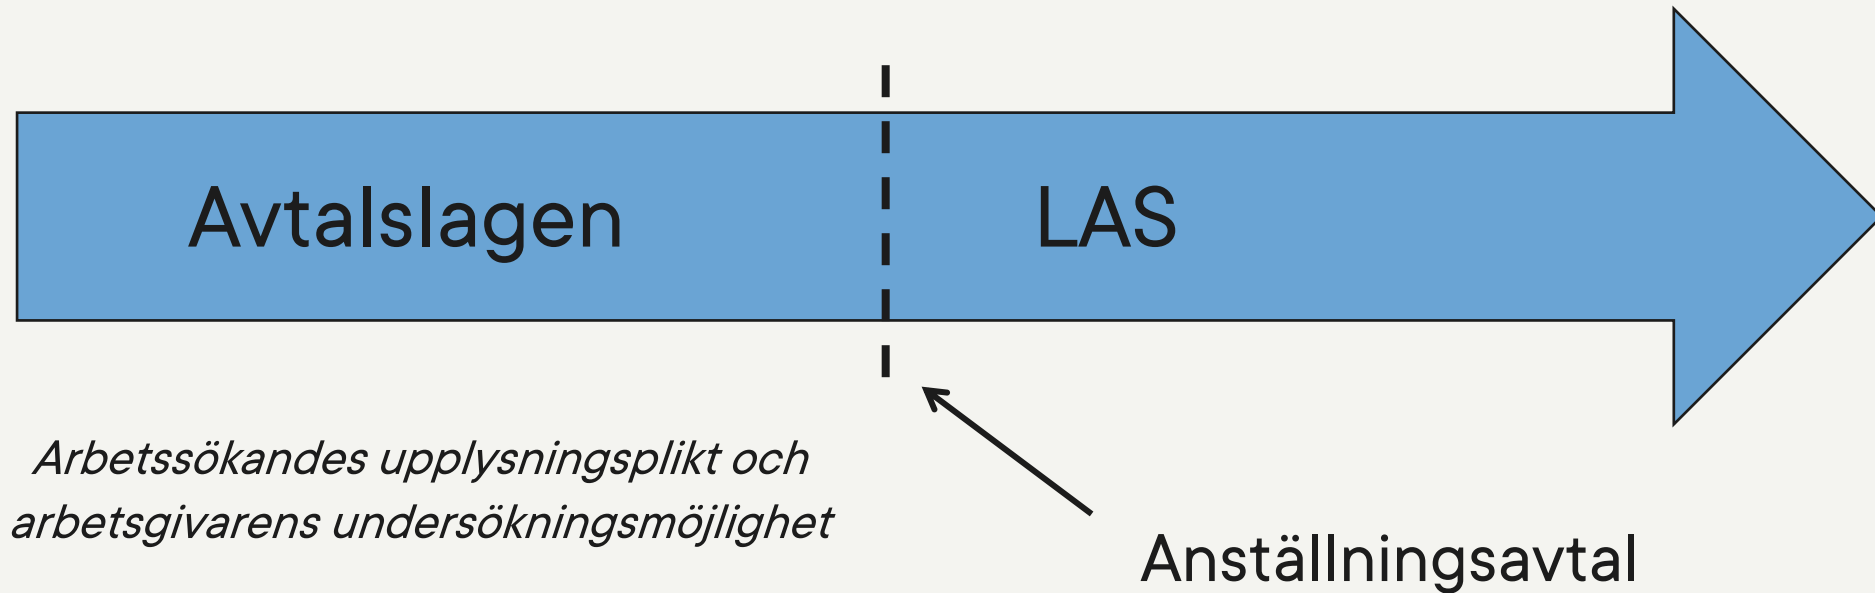 Avtalslagen
LAS
Arbetssökandes upplysningsplikt och
arbetsgivarens undersökningsmöjlighet
Anställningsavtal